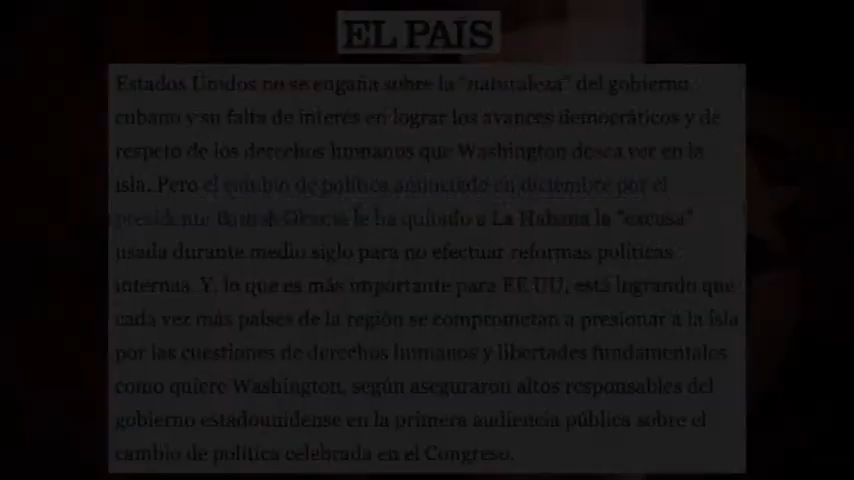 EL PAÍS
Estados Unidos no se engaña sobre la "naturaleza" del gobierno
cubano y su falta de interés en lograr los avances democráticos y de
respeto de los derechos humanos que Washington desea ver en la
isla. Pero el cambio de política anunciado en diciembre por el
presidente Barack Obama le ha quitado a La Habana la "excusa"
usada durante medio siglo para no efectuar reformas políticas
internas. Y, lo que es más importante para EE UU, está logrando que
cada vez más países de la región se comprometan a presionar a la isla
por las cuestiones de derechos humanos y libertades fundamentales
como quiere Washington, según aseguraron altos responsables del
gobierno estadounidense en la primera audiencia pública sobre el
cambio de política celebrada en el Congreso.